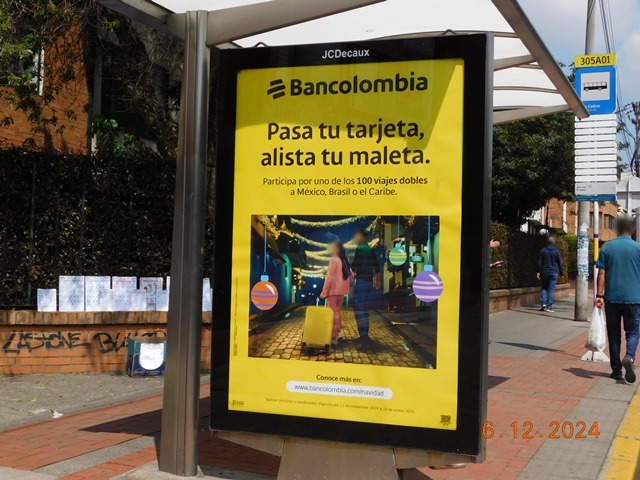 JCDecaux
Bancolombia
Pasa tu tarjeta,
alista tu maleta.
Participa por uno de los 100 viajes dobles
a México, Brasil o el Caribe.
Conoce más en:
www.bancolombia.com/navidad
305A01
6.12.2024